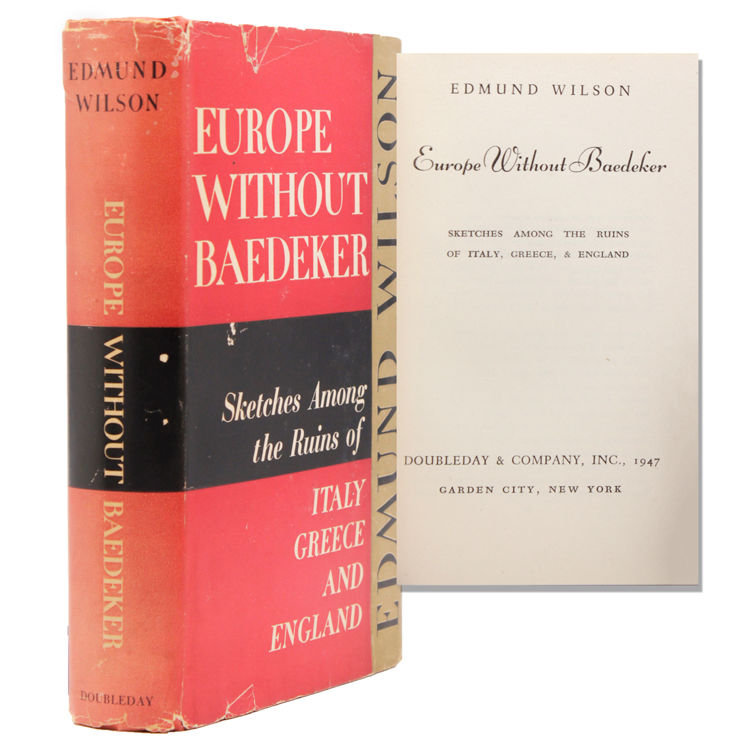 EDMUND
WILSON
EUROPE WITHOUT BAEDEKER
DOUBLEDAY
EUROPE
WITHOUT
BAEDEKER
Sketches Among
the Ruins of
ITALY
GREECE
AND
ENGLAND
EDMUND WILSON
EDMUND WILSON
Europe Without Baedeker
SKETCHES AMONG THE RUINS
OF ITALY, GREECE, & ENGLAND
DOUBLEDAY & COMPANY, INC., 1947
GARDEN CITY, NEW YORK